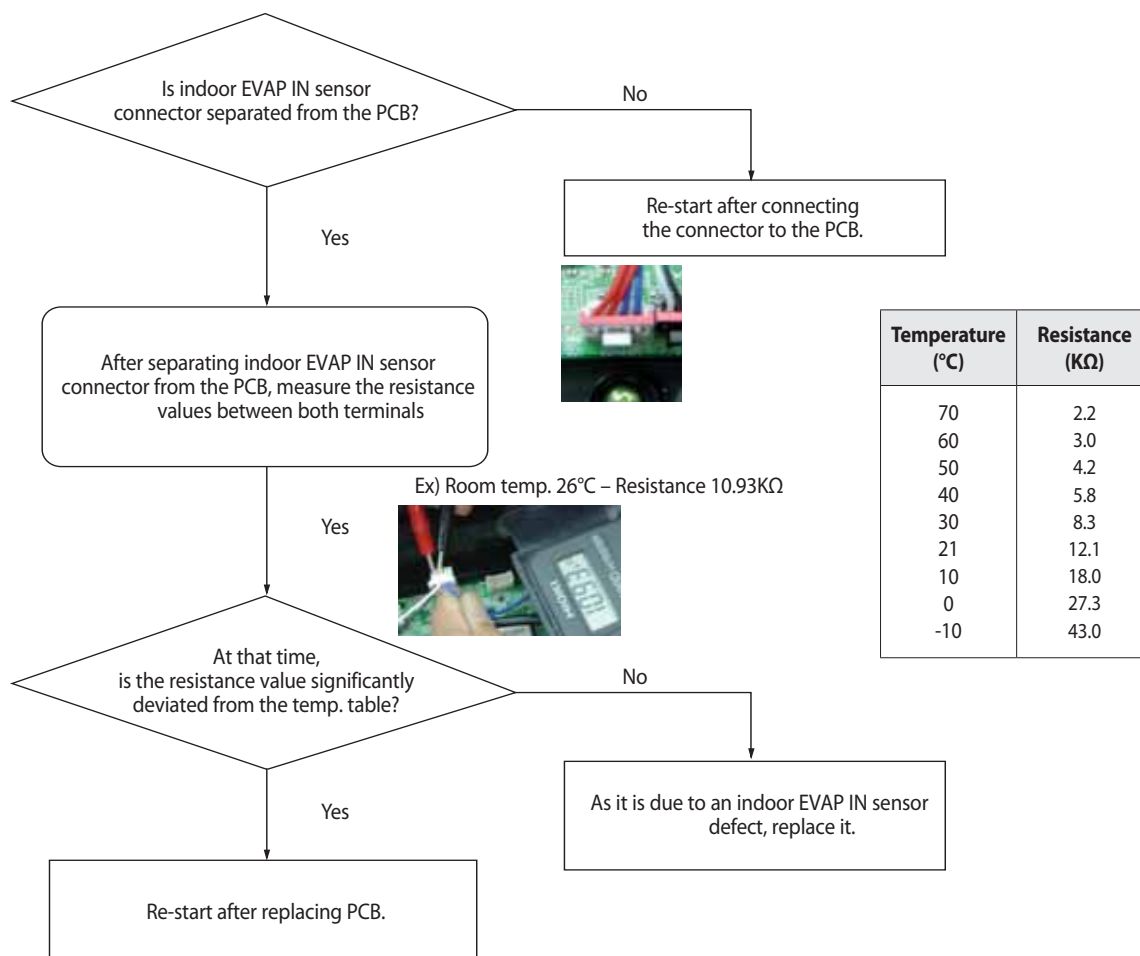 Is indoor EVAP IN sensor
connector separated from the PCB?
No
Re-start after connecting
the connector to the PCB.
Yes
After separating indoor EVAP IN sensor
connector from the PCB, measure the resistance
values between both terminals
Ex) Room temp. 26°C – Resistance 10.93KΩ
Yes
At that time,
is the resistance value significantly
deviated from the temp. table?
No
As it is due to an indoor EVAP IN sensor
defect, replace it.
Yes
Re-start after replacing PCB.
Temperature Resistance
(°C) (KΩ)
70 2.2
60 3.0
50 4.2
40 5.8
30 8.3
21 12.1
10 18.0
0 27.3
-10 43.0